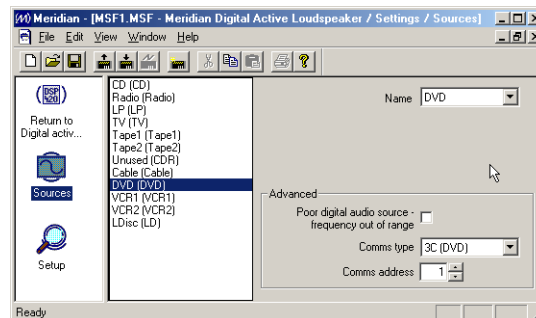 Meridian - [MSF1.MSF - Meridian Digital Active Loudspeaker / Settings / Sources]
File Edit View Window Help
DSP
420
Return to
Digital activ...
Sources
Setup
CD (CD)
Radio (Radio)
LP (LP)
TV (TV)
Tape1 (Tape1)
Tape2 (Tape2)
Unused (CDR)
Cable (Cable)
DVD (DVD)
VCR1 (VCR1)
VCR2 (VCR2)
LDisc (LD)
Name DVD
Advanced
Poor digital audio source -
frequency out of range
Comms type 3C (DVD)
Comms address 1
Ready